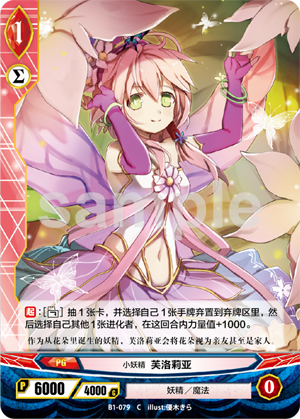 1
Σ
sample
起:[ ] 抽1张卡，并选择自己1张手牌弃置到弃牌区里，然
后选择自己其他1张进化者，在这回合内力量值+1000。
作为从花朵里诞生的妖精，芙洛莉亚会将花朵视为亲友甚至是家人。
PG 小妖精 芙洛莉亚
P 6000 4000 G 妖精／魔法 0
B1-079 C illust:優木きら